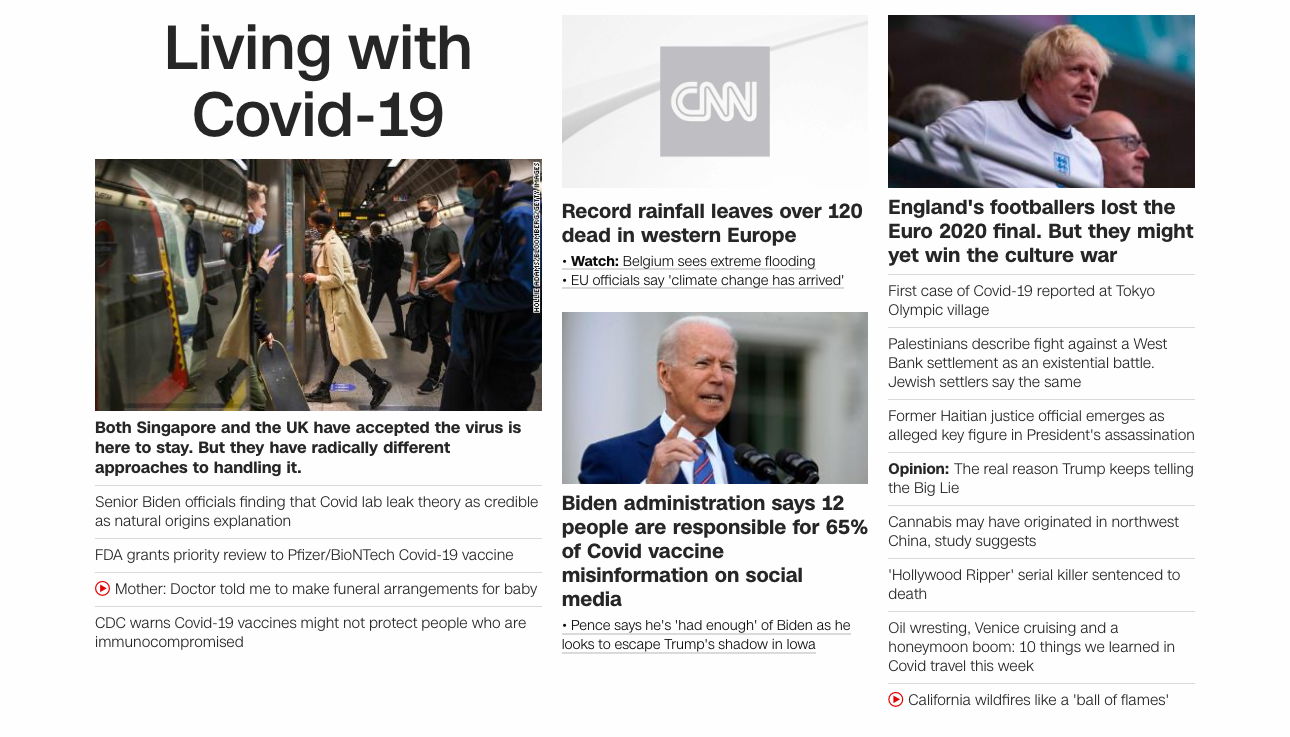 Living with
Covid-19
HOLLIE ADAMS/BLOOMBERG/GETTY IMAGES
Both Singapore and the UK have accepted the virus is
here to stay. But they have radically different
approaches to handling it.
Senior Biden officials finding that Covid lab leak theory as credible
as natural origins explanation
FDA grants priority review to Pfizer/BioNTech Covid-19 vaccine
Mother: Doctor told me to make funeral arrangements for baby
CDC warns Covid-19 vaccines might not protect people who are
immunocompromised
CNN
Record rainfall leaves over 120
dead in western Europe
• Watch: Belgium sees extreme flooding
• EU officials say 'climate change has arrived'
Biden administration says 12
people are responsible for 65%
of Covid vaccine
misinformation on social
media
• Pence says he's 'had enough' of Biden as he
looks to escape Trump's shadow in Iowa
England's footballers lost the
Euro 2020 final. But they might
yet win the culture war
First case of Covid-19 reported at Tokyo
Olympic village
Palestinians describe fight against a West
Bank settlement as an existential battle.
Jewish settlers say the same
Former Haitian justice official emerges as
alleged key figure in President's assassination
Opinion: The real reason Trump keeps telling
the Big Lie
Cannabis may have originated in northwest
China, study suggests
'Hollywood Ripper' serial killer sentenced to
death
Oil wresting, Venice cruising and a
honeymoon boom: 10 things we learned in
Covid travel this week
California wildfires like a 'ball of flames'